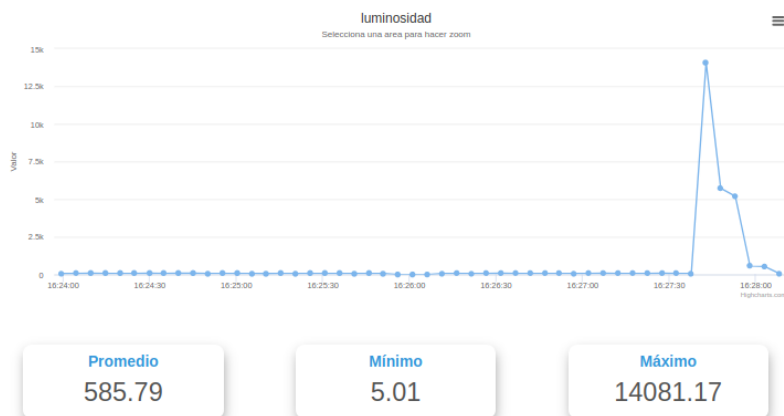 luminosidad
Selecciona una area para hacer zoom
Valor
15k
12.5k
10k
7.5k
5k
2.5k
0
16:24:00 16:24:30 16:25:00 16:25:30 16:26:00 16:26:30 16:27:00 16:27:30 16:28:00
Highcharts.com
Promedio Mínimo Máximo
585.79 5.01 14081.17